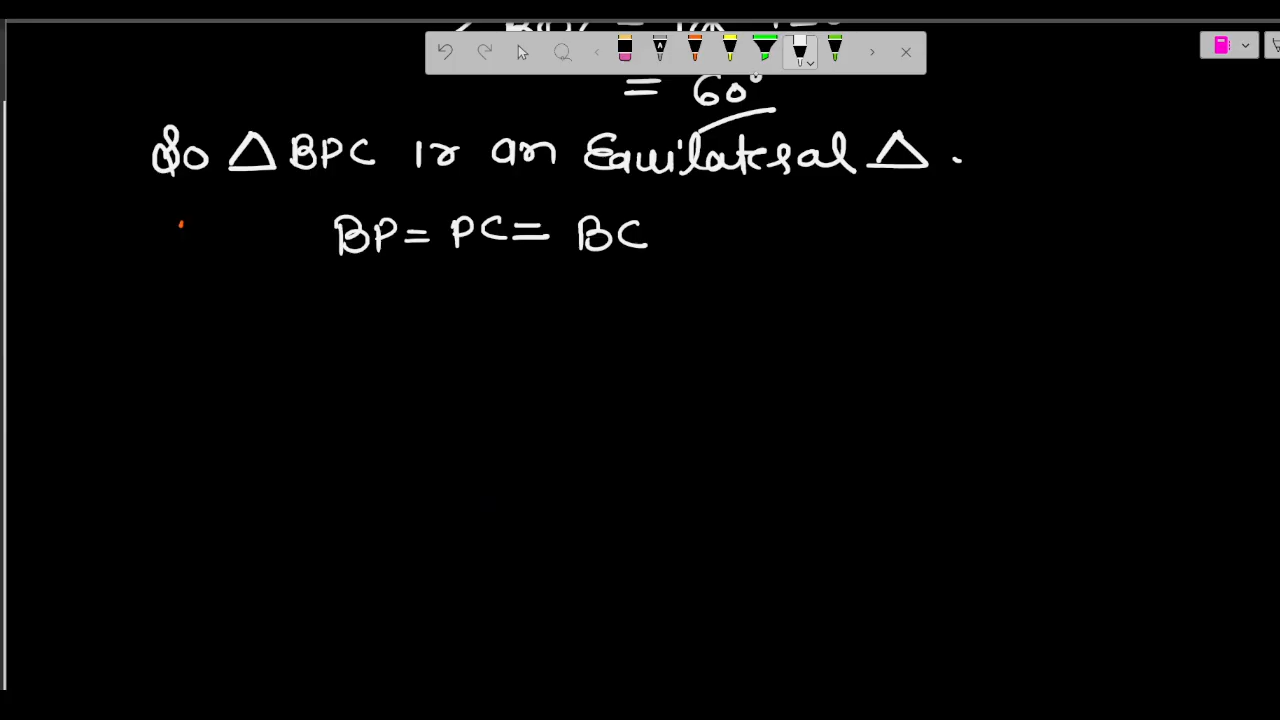 = 60°
So △ BPC is an Equilateral △.
BP = PC = BC